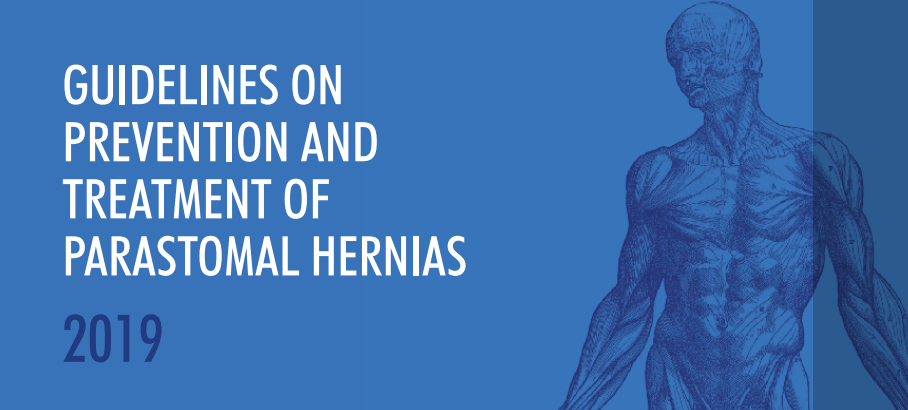 GUIDELINES ON
PREVENTION AND
TREATMENT OF
PARASTOMAL HERNIAS
2019